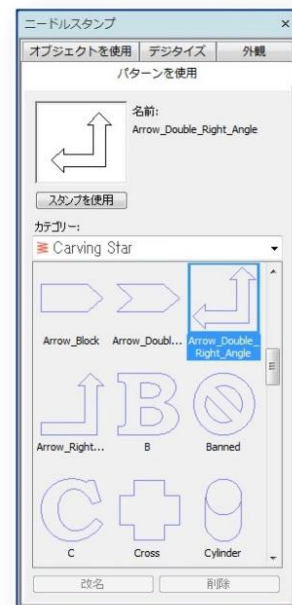 ニードルスタンプ ×
オブジェクトを使用 デジタイズ 外観
パターンを使用
名前:
Arrow_Double_Right_Angle
スタンプを使用
カテゴリー:
Carving Star
Arrow_Block Arrow_Doubl... Arrow_Double_
Right_Angle
Arrow_Right... B Banned
C Cross Cylinder
改名 削除